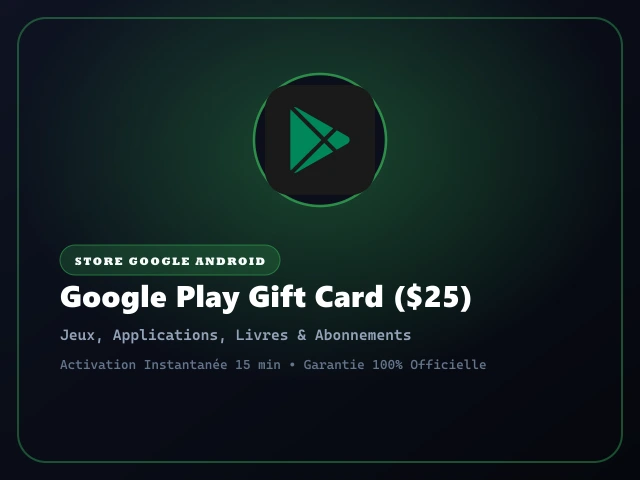 STORE GOOGLE ANDROID
Google Play Gift Card ($25)
Jeux, Applications, Livres & Abonnements
Activation Instantanée 15 min • Garantie 100% Officielle